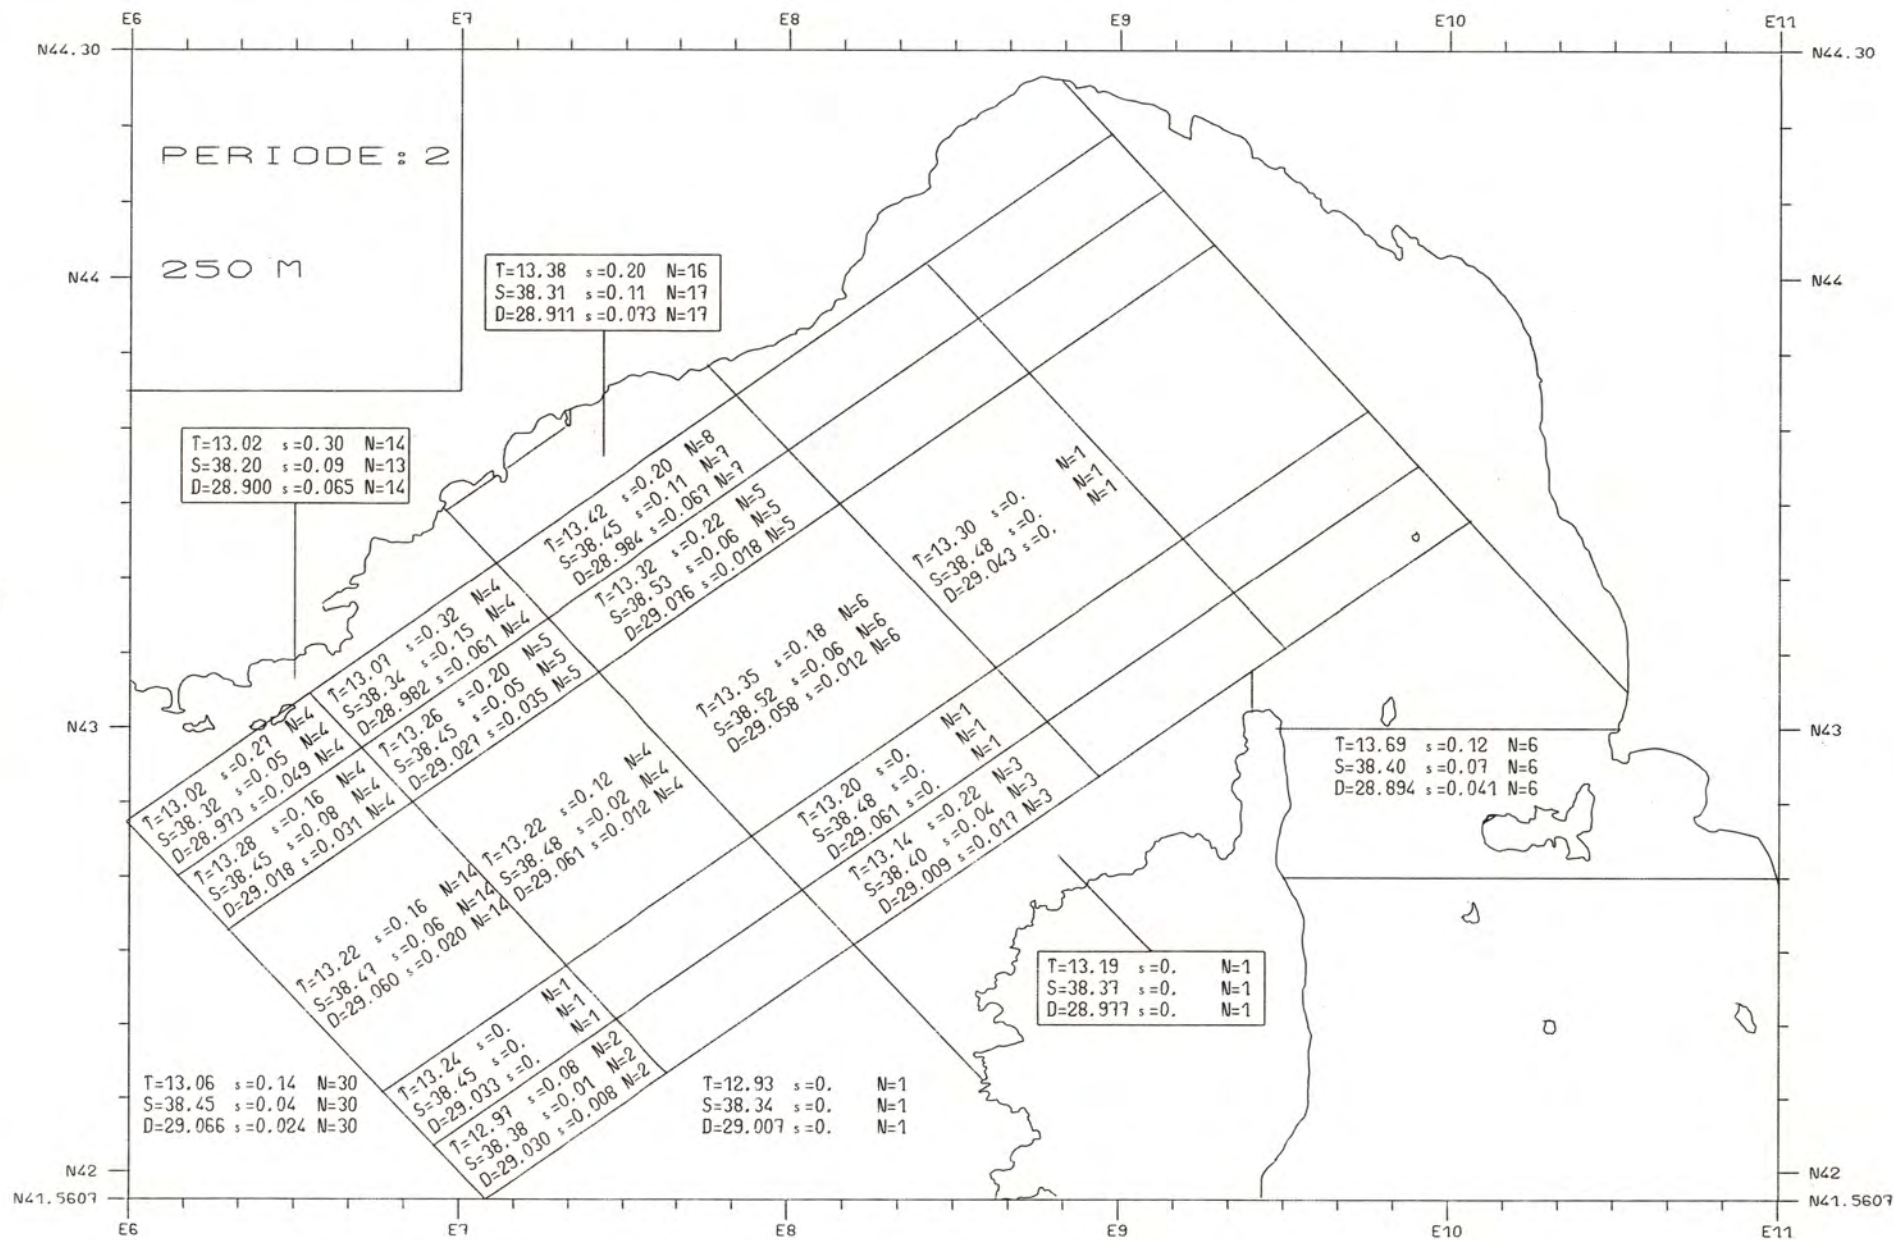 E6 E7 E8 E9 E10 E11
N44.30 N44.30
PERIODE:2
250 M
N44 N44
T=13.38 s=0.20 N=16
S=38.31 s=0.11 N=17
D=28.911 s=0.073 N=17
T=13.02 s=0.30 N=14
S=38.20 s=0.09 N=13
D=28.900 s=0.065 N=14
T=13.42 s=0.20 N=8
S=38.45 s=0.11 N=7
D=28.984 s=0.067 N=7
T=13.32 s=0.22 N=5
S=38.53 s=0.06 N=5
D=29.076 s=0.018 N=5
T=13.30 s=0. N=1
S=38.48 s=0. N=1
D=29.043 s=0. N=1
T=13.07 s=0.32 N=4
S=38.34 s=0.15 N=4
D=28.982 s=0.061 N=4
T=13.26 s=0.20 N=5
S=38.45 s=0.05 N=5
D=29.027 s=0.035 N=5
T=13.35 s=0.18 N=6
S=38.52 s=0.06 N=6
D=29.058 s=0.012 N=6
N43 N43
T=13.02 s=0.27 N=4
S=38.32 s=0.05 N=4
D=28.973 s=0.049 N=4
T=13.28 s=0.16 N=4
S=38.45 s=0.08 N=4
D=29.018 s=0.031 N=4
T=13.22 s=0.12 N=4
S=38.48 s=0.02 N=4
D=29.061 s=0.012 N=4
T=13.20 s=0. N=1
S=38.48 s=0. N=1
D=29.061 s=0. N=1
T=13.14 s=0.22 N=3
S=38.40 s=0.04 N=3
D=29.009 s=0.017 N=3
T=13.69 s=0.12 N=6
S=38.40 s=0.07 N=6
D=28.894 s=0.041 N=6
T=13.22 s=0.16 N=14
S=38.47 s=0.06 N=14
D=29.060 s=0.020 N=14
T=13.19 s=0. N=1
S=38.37 s=0. N=1
D=28.977 s=0. N=1
T=13.24 s=0. N=1
S=38.45 s=0. N=1
D=29.033 s=0. N=1
T=12.97 s=0.08 N=2
S=38.38 s=0.01 N=2
D=29.030 s=0.008 N=2
T=13.06 s=0.14 N=30
S=38.45 s=0.04 N=30
D=29.066 s=0.024 N=30
T=12.93 s=0. N=1
S=38.34 s=0. N=1
D=29.007 s=0. N=1
N42 N42
N41.5607 N41.5607
E6 E7 E8 E9 E10 E11